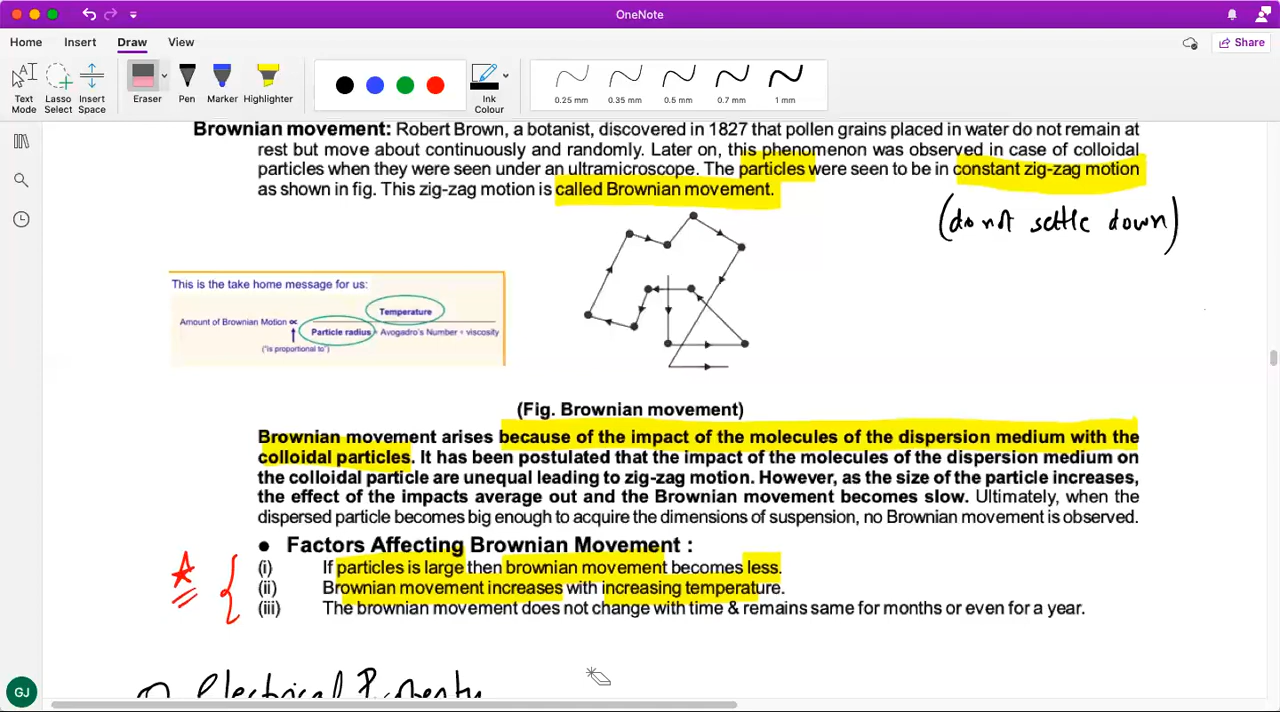 OneNote
Home Insert Draw View
Share
Text Mode
Lasso Select
Insert Space
Eraser
Pen
Marker
Highlighter
0.25 mm 0.35 mm 0.5 mm 0.7 mm 1 mm
Ink Colour
Brownian movement: Robert Brown, a botanist, discovered in 1827 that pollen grains placed in water do not remain at
rest but move about continuously and randomly. Later on, this phenomenon was observed in case of colloidal
particles when they were seen under an ultramicroscope. The particles were seen to be in constant zig-zag motion
as shown in fig. This zig-zag motion is called Brownian movement.
(do not settle down)
This is the take home message for us:
Temperature
Amount of Brownian Motion ∝
Particle radius • Avogadro's Number • viscosity
("is proportional to")
(Fig. Brownian movement)
Brownian movement arises because of the impact of the molecules of the dispersion medium with the
colloidal particles. It has been postulated that the impact of the molecules of the dispersion medium on
the colloidal particle are unequal leading to zig-zag motion. However, as the size of the particle increases,
the effect of the impacts average out and the Brownian movement becomes slow. Ultimately, when the
dispersed particle becomes big enough to acquire the dimensions of suspension, no Brownian movement is observed.
● Factors Affecting Brownian Movement :
(i) If particles is large then brownian movement becomes less.
(ii) Brownian movement increases with increasing temperature.
(iii) The brownian movement does not change with time & remains same for months or even for a year.
Electrical Property
GJ